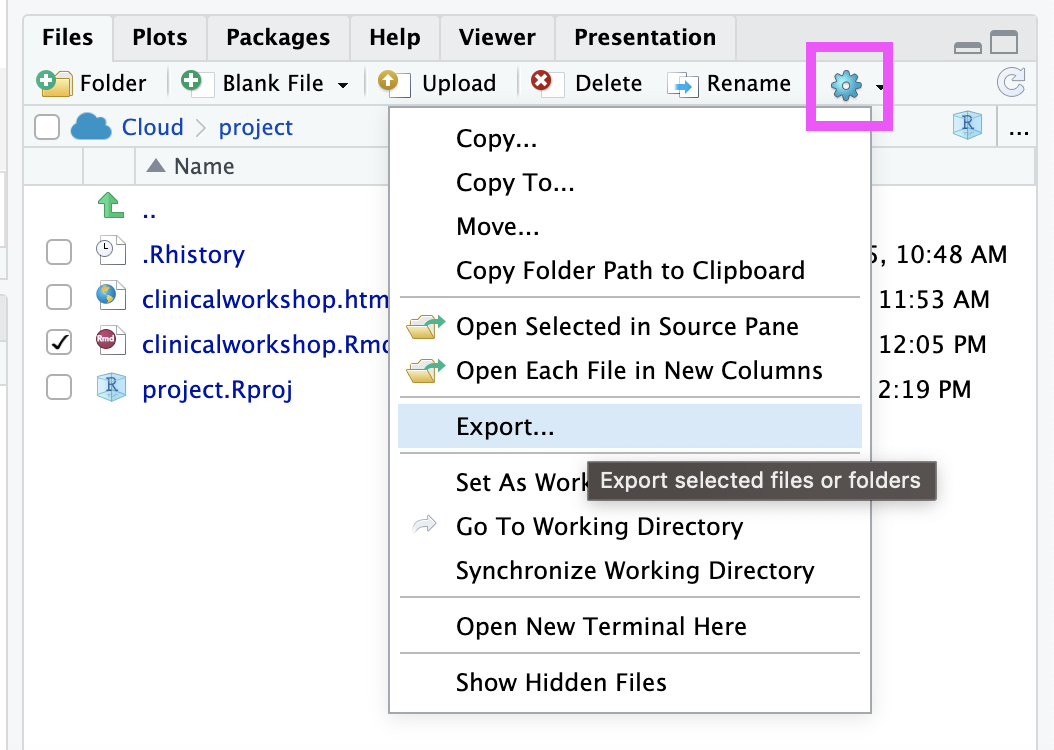 Files Plots Packages Help Viewer Presentation
Folder Blank File Upload Delete Rename
Cloud project R ...
Name
..
.Rhistory 5, 10:48 AM
clinicalworkshop.htm 11:53 AM
Rmd clinicalworkshop.Rmd 12:05 PM
R project.Rproj 2:19 PM
Copy...
Copy To...
Move...
Copy Folder Path to Clipboard
Open Selected in Source Pane
Open Each File in New Columns
Export...
Export selected files or folders
Set As Work
Go To Working Directory
Synchronize Working Directory
Open New Terminal Here
Show Hidden Files